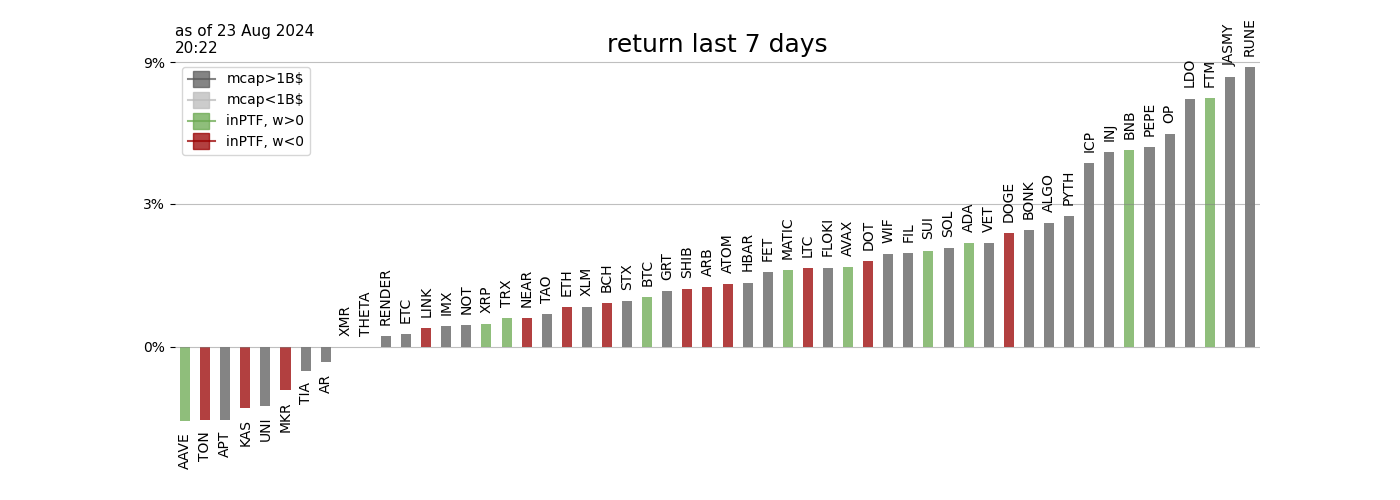 as of 23 Aug 2024
20:22
return last 7 days
9%
3%
0%
mcap>1B$
mcap<1B$
inPTF, w>0
inPTF, w<0
AAVE
TON
APT
KAS
UNI
MKR
TIA
AR
XMR
THETA
RENDER
ETC
LINK
IMX
NOT
XRP
TRX
NEAR
TAO
ETH
XLM
BCH
STX
BTC
GRT
SHIB
ARB
ATOM
HBAR
FET
MATIC
LTC
FLOKI
AVAX
DOT
WIF
FIL
SUI
SOL
ADA
VET
DOGE
BONK
ALGO
PYTH
ICP
INJ
BNB
PEPE
OP
LDO
FTM
JASMY
RUNE